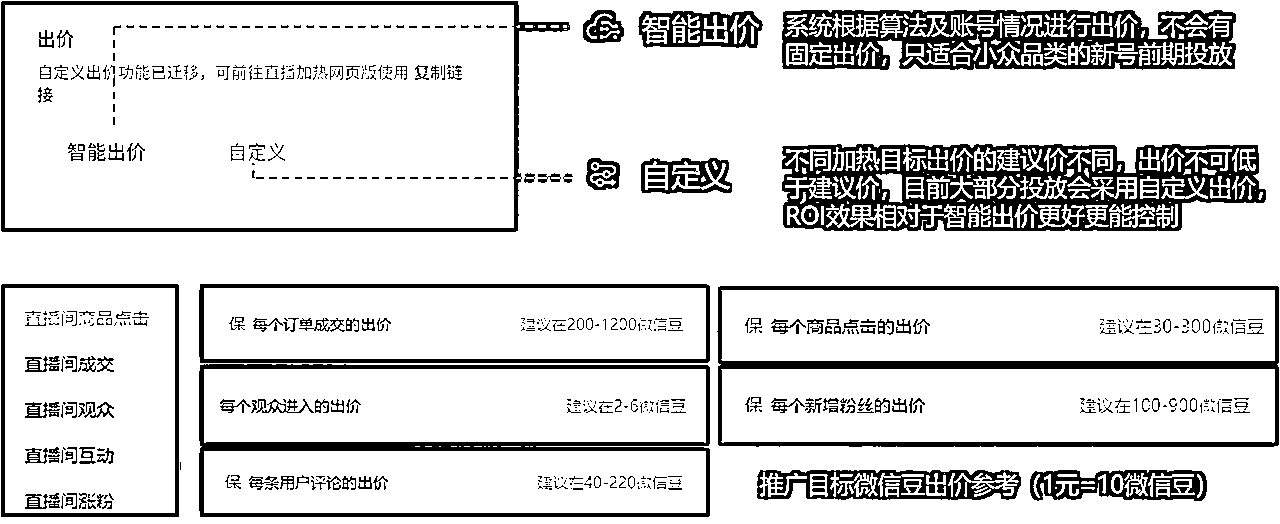 出价
自定义出价功能已迁移，可前往直播加热网页版使用 复制链
接
智能出价
自定义
智能出价
系统根据算法及账号情况进行出价，不会有
固定出价，只适合小众品类的新号前期投放
自定义
不同加热目标出价的建议价不同，出价不可低
于建议价，目前大部分投放会采用自定义出价，
ROI效果相对于智能出价更好更能控制
直播间商品点击
直播间成交
直播间观众
直播间互动
直播间涨粉
保 每个订单成交的出价 建议在200-1200微信豆
保 每个商品点击的出价 建议在30-300微信豆
每个观众进入的出价 建议在2-6微信豆
保 每个新增粉丝的出价 建议在100-900微信豆
保 每条用户评论的出价 建议在40-220微信豆
推广目标微信豆出价参考（1元=10微信豆）